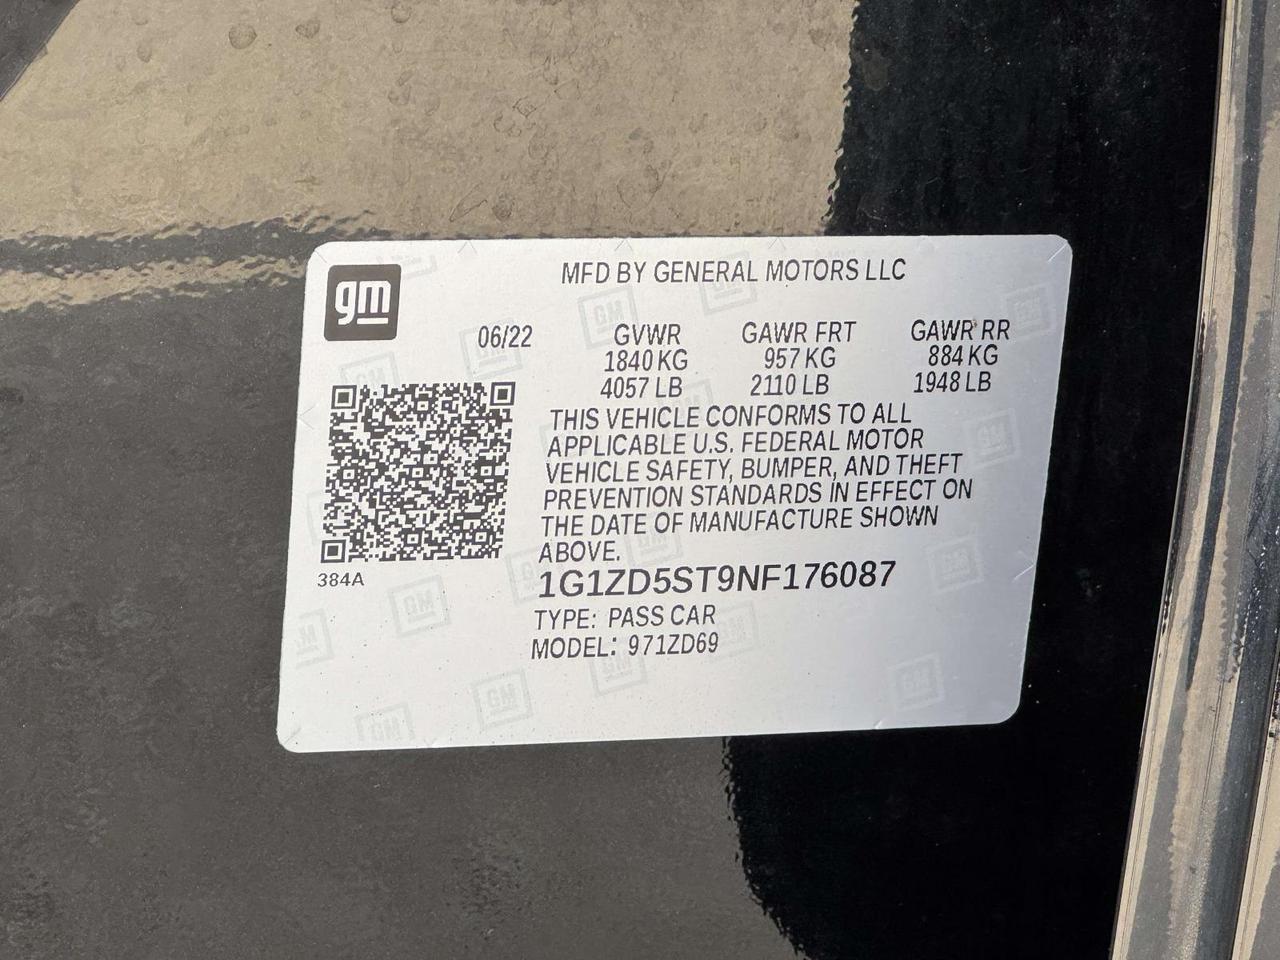 gm
MFD BY GENERAL MOTORS LLC
06/22 GVWR GAWR FRT GAWR RR
1840 KG 957 KG 884 KG
4057 LB 2110 LB 1948 LB
THIS VEHICLE CONFORMS TO ALL
APPLICABLE U.S. FEDERAL MOTOR
VEHICLE SAFETY, BUMPER, AND THEFT
PREVENTION STANDARDS IN EFFECT ON
THE DATE OF MANUFACTURE SHOWN
ABOVE.
384A
1G1ZD5ST9NF176087
TYPE: PASS CAR
MODEL: 971ZD69